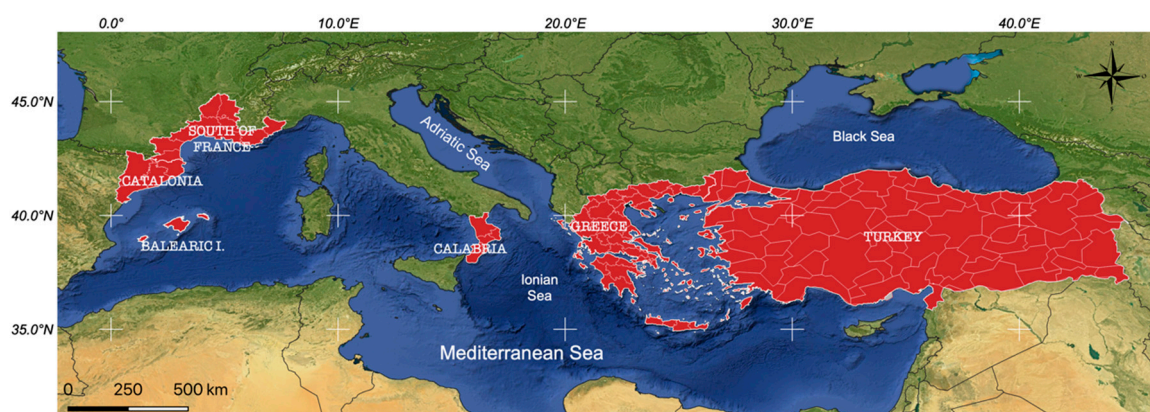 0.0°E 10.0°E 20.0°E 30.0°E 40.0°E
N
W O
S
45.0°N
40.0°N
35.0°N
SOUTH OF
FRANCE
CATALONIA
BALEARIC I.
Adriatic Sea
CALABRIA
Ionian
Sea
GREECE
Black Sea
TURKEY
Mediterranean Sea
0 250 500 km